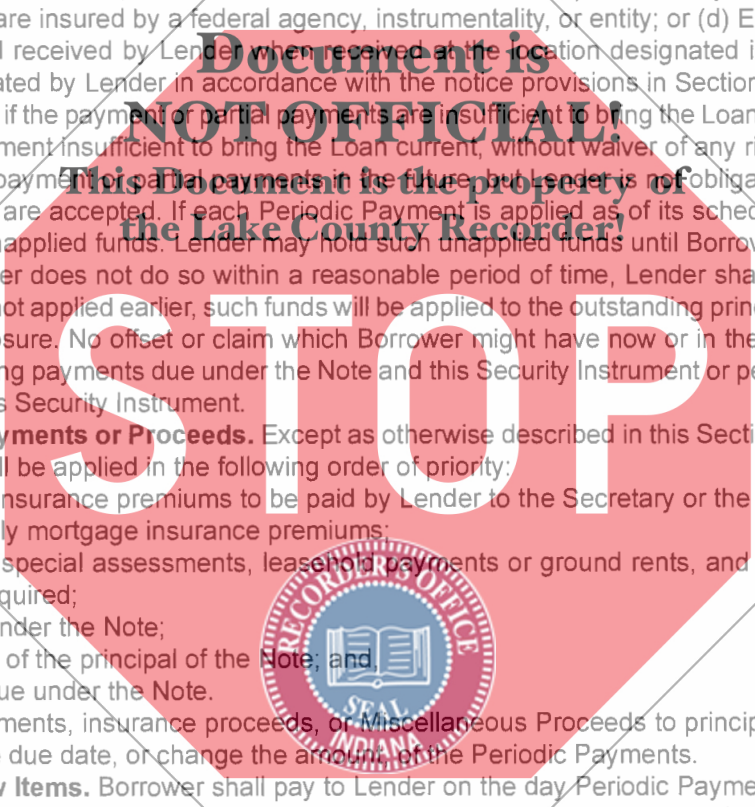 are insured by a federal agency, instrumentality, or entity; or (d) E
received by Lender when received at the location designated i
ated by Lender in accordance with the notice provisions in Section
if the payment or partial payments are insufficient to bring the Loan
ment insufficient to bring the Loan current, without waiver of any ri
payment or partial payments in the future, but Lender is not obliga
are accepted. If each Periodic Payment is applied as of its sched
napplied funds. Lender may hold such unapplied funds until Borrow
er does not do so within a reasonable period of time, Lender sha
not applied earlier, such funds will be applied to the outstanding prin
osure. No offset or claim which Borrower might have now or in the
ng payments due under the Note and this Security Instrument or pe
s Security Instrument.
yments or Proceeds. Except as otherwise described in this Secti
ll be applied in the following order of priority:
nsurance premiums to be paid by Lender to the Secretary or the
ly mortgage insurance premiums;
special assessments, leasehold payments or ground rents, and
quired;
nder the Note;
of the principal of the Note; and,
ue under the Note.
ments, insurance proceeds, or Miscellaneous Proceeds to princip
due date, or change the amount, of the Periodic Payments.
Items. Borrower shall pay to Lender on the day Periodic Payme
Document is
NOT OFFICIAL!
This Document is the property of
the Lake County Recorder!
STOP
RECORDER'S OFFICE
SEAL
INDIANA